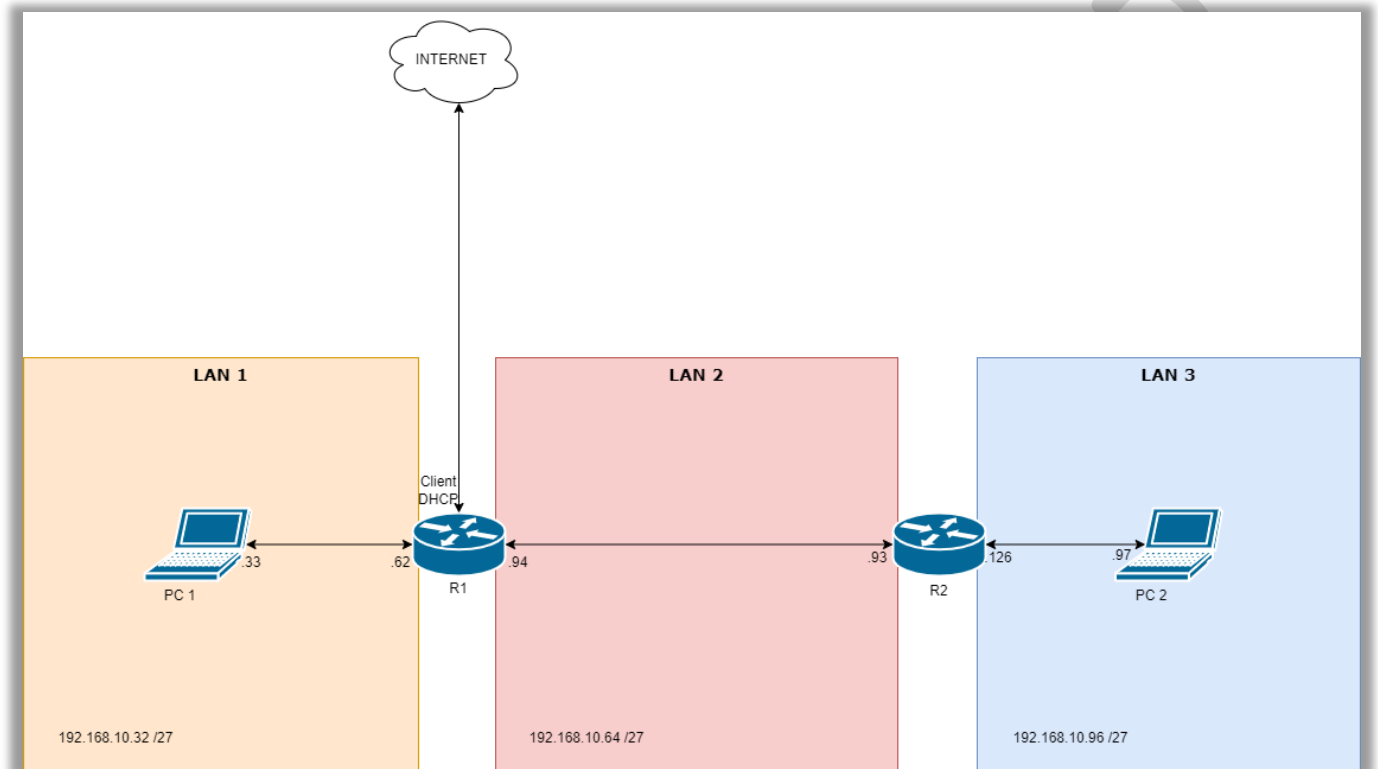 INTERNET
LAN 1
LAN 2
LAN 3
Client
DHCP
.33
.62
.94
.93
.126
.97
PC 1
R1
R2
PC 2
192.168.10.32 /27
192.168.10.64 /27
192.168.10.96 /27